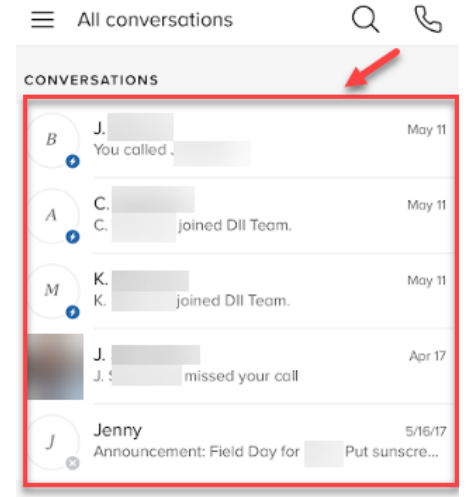 All conversations
CONVERSATIONS
B
J.
May 11
You called
A
C.
May 11
C. joined DII Team.
M
K.
May 11
K. joined DII Team.
J.
Apr 17
J. S missed your call
J
Jenny
5/16/17
Announcement: Field Day for Put sunscre...